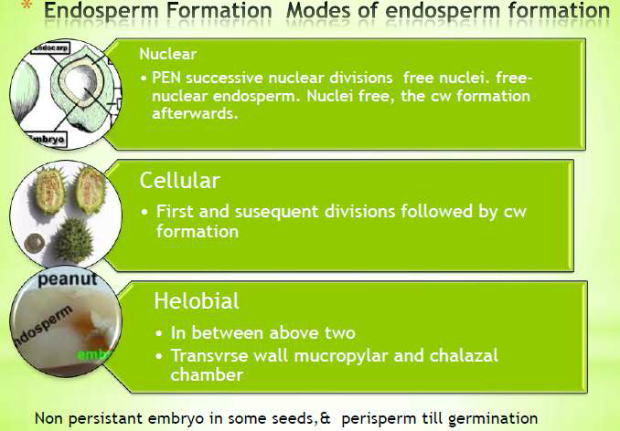 * Endosperm Formation Modes of endosperm formation
Nuclear
• PEN successive nuclear divisions free nuclei. free-
nuclear endosperm. Nuclei free, the cw formation
afterwards.
Cellular
• First and susequent divisions followed by cw
formation
peanut
ndosperm
emb
Helobial
• In between above two
• Transvrse wall mucropylar and chalazal
chamber
Non persistant embryo in some seeds,& perisperm till germination